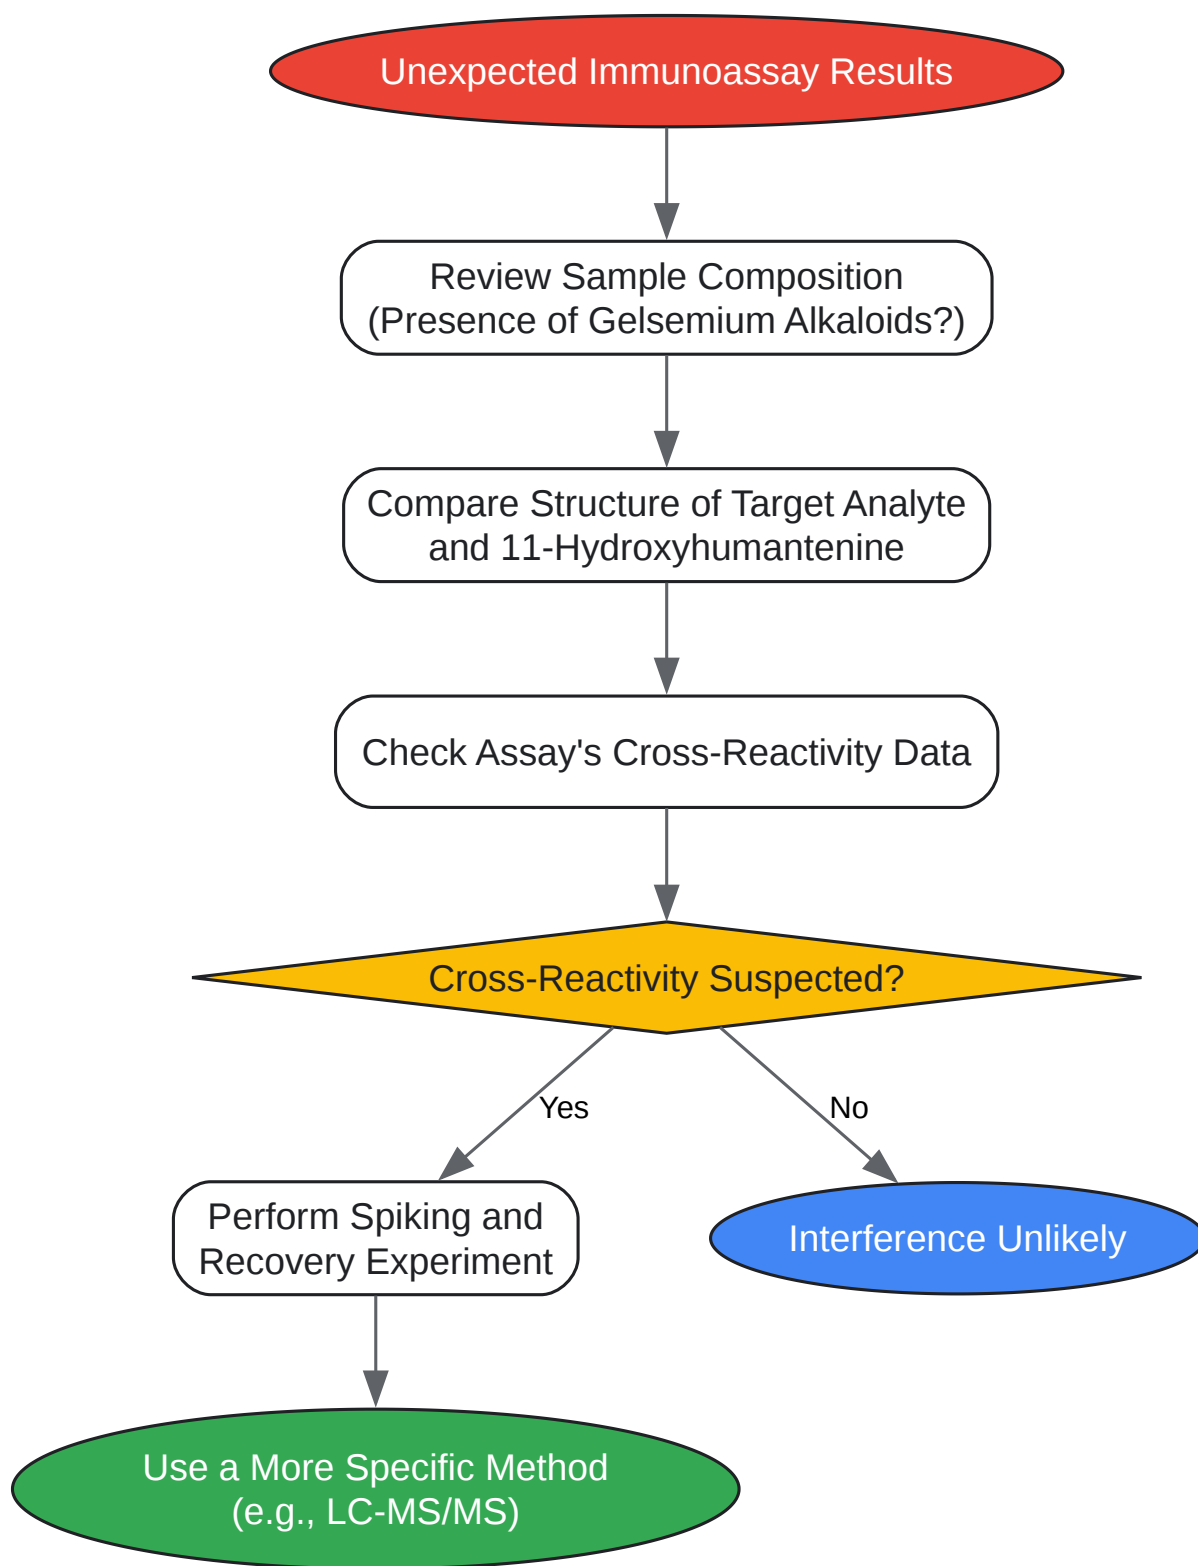 Unexpected Immunoassay Results
Review Sample Composition
(Presence of Gelsemium Alkaloids?)
Compare Structure of Target Analyte
and 11-Hydroxyhumantenine
Check Assay's Cross-Reactivity Data
Cross-Reactivity Suspected?
Yes
No
Perform Spiking and
Recovery Experiment
Interference Unlikely
Use a More Specific Method
(e.g., LC-MS/MS)